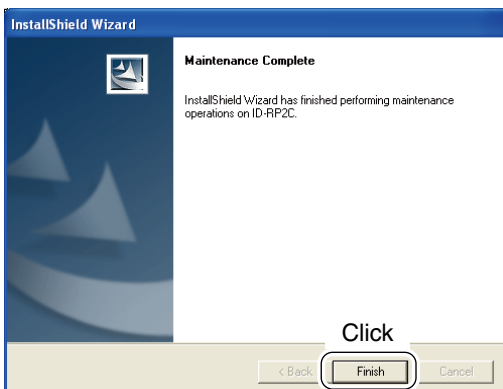 InstallShield Wizard
Maintenance Complete
InstallShield Wizard has finished performing maintenance
operations on ID-RP2C.
Click
< Back
Finish
Cancel